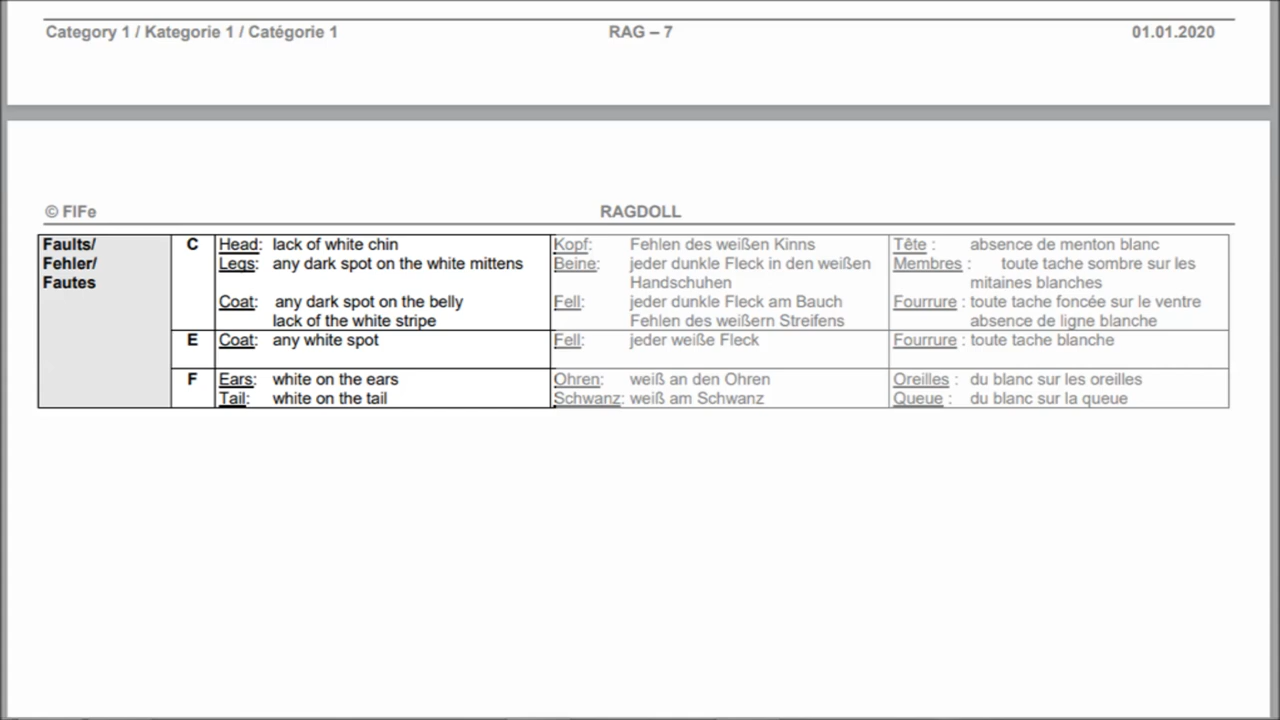 Category 1 / Kategorie 1 / Catégorie 1 RAG – 7 01.01.2020
© FIFe RAGDOLL
Faults/
Fehler/
Fautes
C
Head: lack of white chin
Legs: any dark spot on the white mittens
Coat: any dark spot on the belly
lack of the white stripe
Kopf: Fehlen des weißen Kinns
Beine: jeder dunkle Fleck in den weißen
Handschuhen
Fell: jeder dunkle Fleck am Bauch
Fehlen des weißern Streifens
Tête : absence de menton blanc
Membres : toute tache sombre sur les
mitaines blanches
Fourrure : toute tache foncée sur le ventre
absence de ligne blanche
E
Coat: any white spot
Fell: jeder weiße Fleck
Fourrure : toute tache blanche
F
Ears: white on the ears
Tail: white on the tail
Ohren: weiß an den Ohren
Schwanz: weiß am Schwanz
Oreilles : du blanc sur les oreilles
Queue : du blanc sur la queue